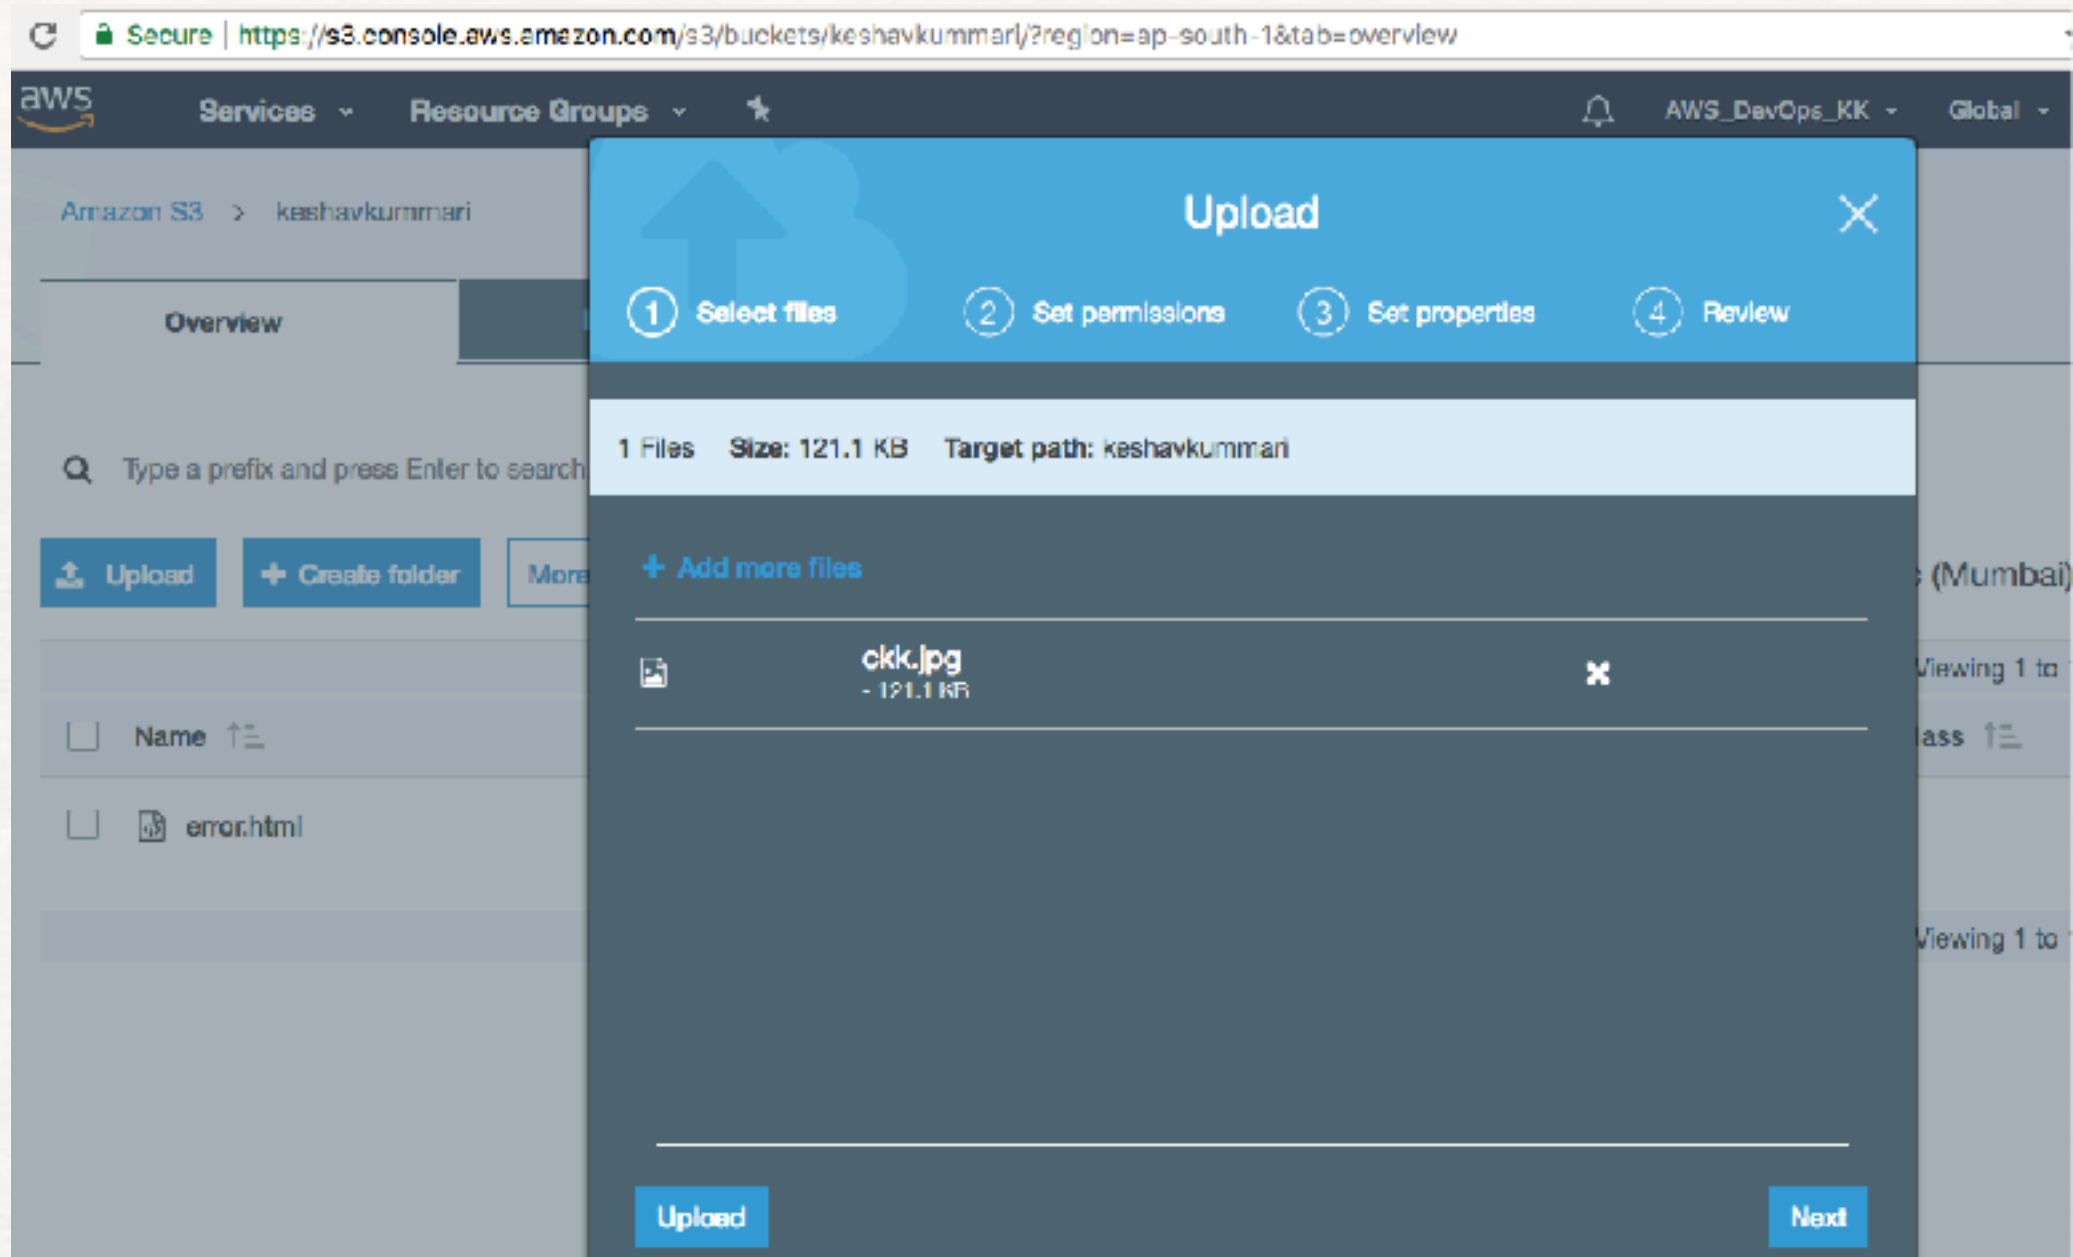 Secure | https://s3.console.aws.amazon.com/s3/buckets/keshavkummari/?region=ap-south-1&tab=overview
aws Services Resource Groups AWS_DevOps_KK Global
Amazon S3 > keshavkummari
Overview
Type a prefix and press Enter to search.
Upload + Create folder More
(Mumbai)
Viewing 1 to
Name
ass
error.html
Viewing 1 to
Upload
1 Select files 2 Set permissions 3 Set properties 4 Review
1 Files Size: 121.1 KB Target path: keshavkummari
+ Add more files
ckk.jpg
- 121.1 KB
Upload Next